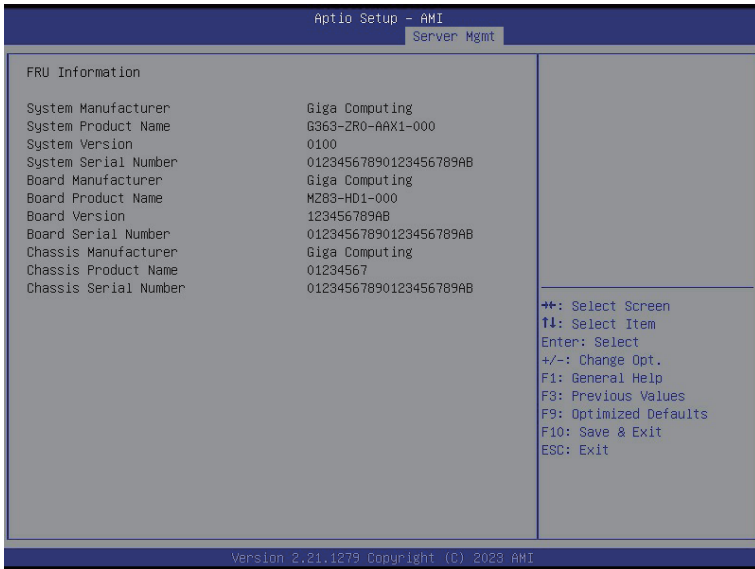 Aptio Setup - AMI
Server Mgmt
FRU Information
System Manufacturer Giga Computing
System Product Name G363-ZR0-AAX1-000
System Version 0100
System Serial Number 01234567890123456789AB
Board Manufacturer Giga Computing
Board Product Name MZ83-HD1-000
Board Version 123456789AB
Board Serial Number 01234567890123456789AB
Chassis Manufacturer Giga Computing
Chassis Product Name 01234567
Chassis Serial Number 01234567890123456789AB
→←: Select Screen
↑↓: Select Item
Enter: Select
+/-: Change Opt.
F1: General Help
F3: Previous Values
F9: Optimized Defaults
F10: Save & Exit
ESC: Exit
Version 2.21.1279 Copyright (C) 2023 AMI